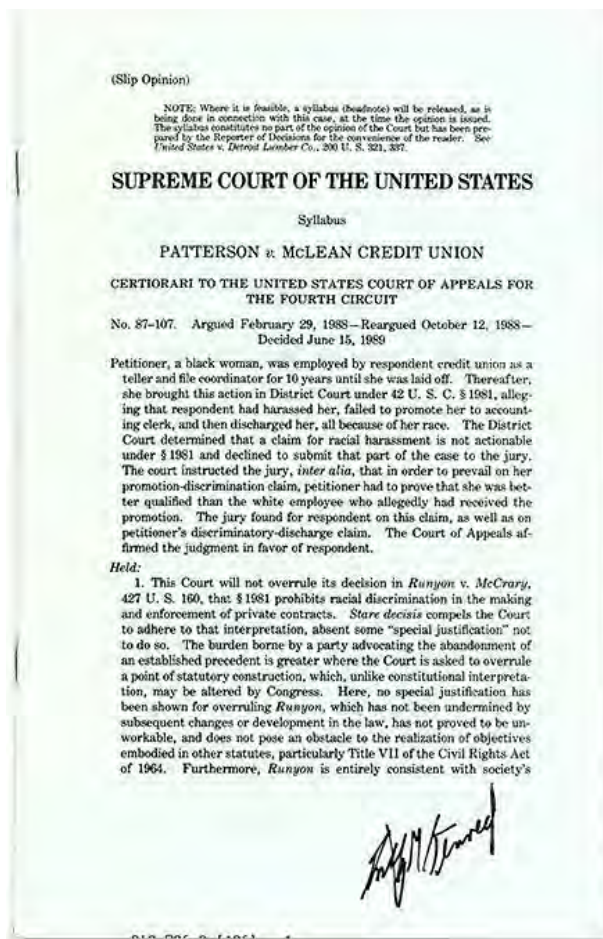 (Slip Opinion)
NOTE: Where it is feasible, a syllabus (headnote) will be released, as is
being done in connection with this case, at the time the opinion is issued.
The syllabus constitutes no part of the opinion of the Court but has been pre-
pared by the Reporter of Decisions for the convenience of the reader. See
United States v. Detroit Lumber Co., 200 U. S. 321, 337.
SUPREME COURT OF THE UNITED STATES
Syllabus
PATTERSON v. McLEAN CREDIT UNION
CERTIORARI TO THE UNITED STATES COURT OF APPEALS FOR
THE FOURTH CIRCUIT
No. 87–107. Argued February 29, 1988—Reargued October 12, 1988—
Decided June 15, 1989
Petitioner, a black woman, was employed by respondent credit union as a
teller and file coordinator for 10 years until she was laid off. Thereafter,
she brought this action in District Court under 42 U. S. C. § 1981, alleg-
ing that respondent had harassed her, failed to promote her to account-
ing clerk, and then discharged her, all because of her race. The District
Court determined that a claim for racial harassment is not actionable
under § 1981 and declined to submit that part of the case to the jury.
The court instructed the jury, inter alia, that in order to prevail on her
promotion-discrimination claim, petitioner had to prove that she was bet-
ter qualified than the white employee who allegedly had received the
promotion. The jury found for respondent on this claim, as well as on
petitioner's discriminatory-discharge claim. The Court of Appeals af-
firmed the judgment in favor of respondent.
Held:
1. This Court will not overrule its decision in Runyon v. McCrary,
427 U. S. 160, that § 1981 prohibits racial discrimination in the making
and enforcement of private contracts. Stare decisis compels the Court
to adhere to that interpretation, absent some "special justification" not
to do so. The burden borne by a party advocating the abandonment of
an established precedent is greater where the Court is asked to overrule
a point of statutory construction, which, unlike constitutional interpreta-
tion, may be altered by Congress. Here, no special justification has
been shown for overruling Runyon, which has not been undermined by
subsequent changes or development in the law, has not proved to be un-
workable, and does not pose an obstacle to the realization of objectives
embodied in other statutes, particularly Title VII of the Civil Rights Act
of 1964. Furthermore, Runyon is entirely consistent with society's